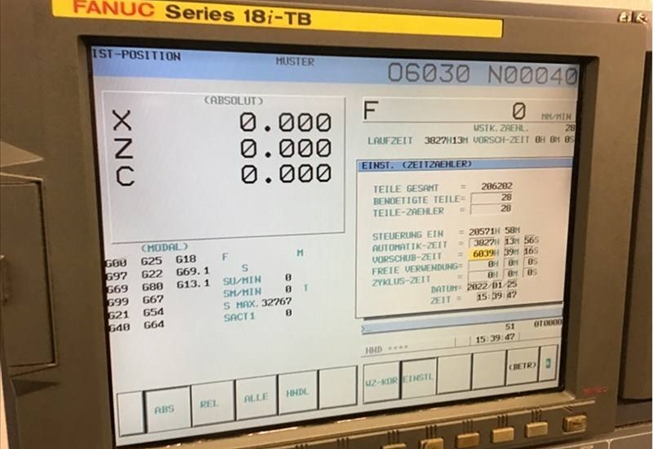 FANUC Series 18i-TB
IST-POSITION
MUSTER
O6030 N00040
(ABSOLUT)
X 0.000
Z 0.000
C 0.000
F 0 MM/MIN
WSTK.ZAEHL. 28
LAUFZEIT 3827H13M VORSCH-ZEIT 0H 0M 0S
EINST. (ZEITZAEHLER)
TEILE GESAMT = 206202
BENOETIGTE TEILE= 28
TEILE-ZAEHLER = 28
STEUERUNG EIN = 20571H 58M
AUTOMATIK-ZEIT = 3827H 13M 56S
VORSCHUB-ZEIT = 6039H 39M 16S
FREIE VERWENDUNG= 0H 0M 0S
ZYKLUS-ZEIT = 0H 0M 0S
DATUM= 2022/01/25
ZEIT = 15:39:47
(MODAL)
G00 G25 G18 F M
G97 G22 G69.1 S
G69 G80 G13.1 SU/MIN 0
G99 G67 SM/MIN 0 T
G21 G54 S MAX. 32767
G40 G64 SACT1 0
>_
S1 0T0000
HND **** 15:39:47
ABS REL ALLE HNDL
WZ-KOR EINSTL (BETR)